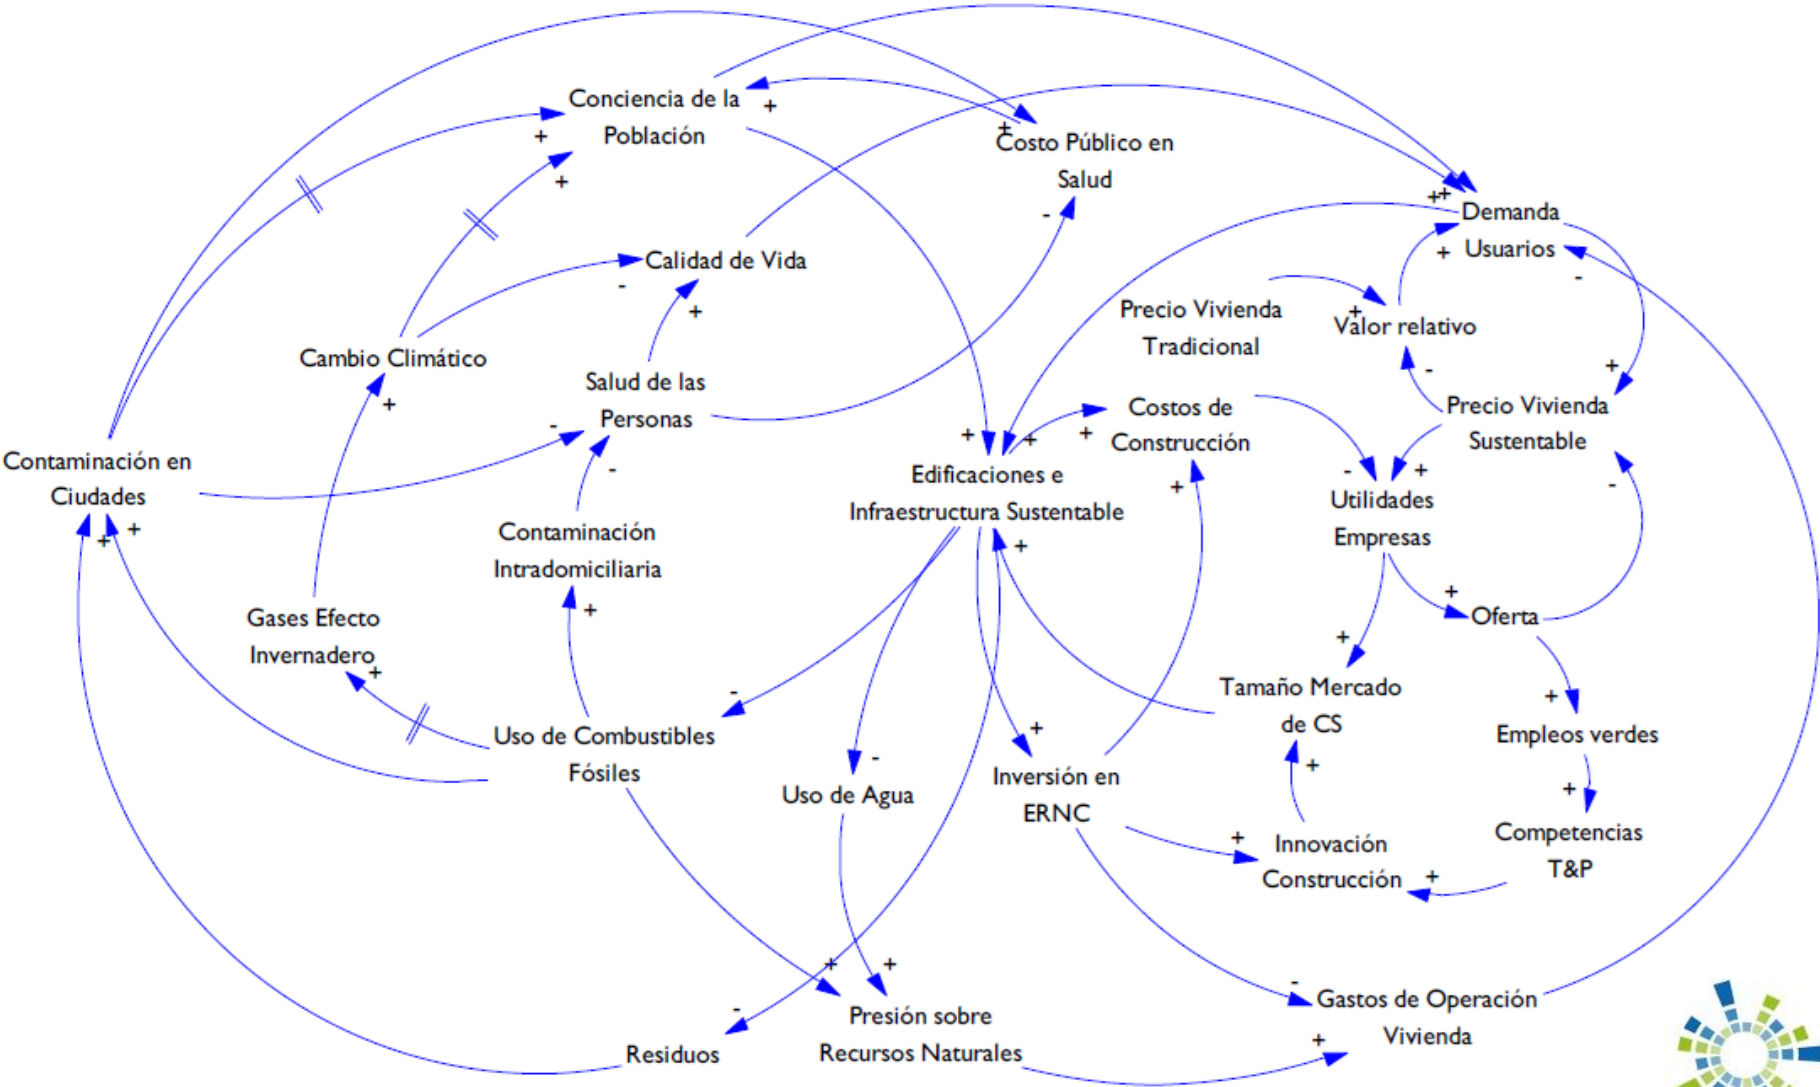 Conciencia de la
Población
Costo Público en
Salud
Demanda
Usuarios
Calidad de Vida
Precio Vivienda
Tradicional
Valor relativo
Cambio Climático
Salud de las
Personas
Costos de
Construcción
Precio Vivienda
Sustentable
Contaminación en
Ciudades
Edificaciones e
Infraestructura Sustentable
Utilidades
Empresas
Contaminación
Intradomiciliaria
Gases Efecto
Invernadero
Oferta
Tamaño Mercado
de CS
Uso de Combustibles
Fósiles
Empleos verdes
Uso de Agua
Inversión en
ERNC
Innovación
Construcción
Competencias
T&P
Presión sobre
Recursos Naturales
Gastos de Operación
Vivienda
Residuos